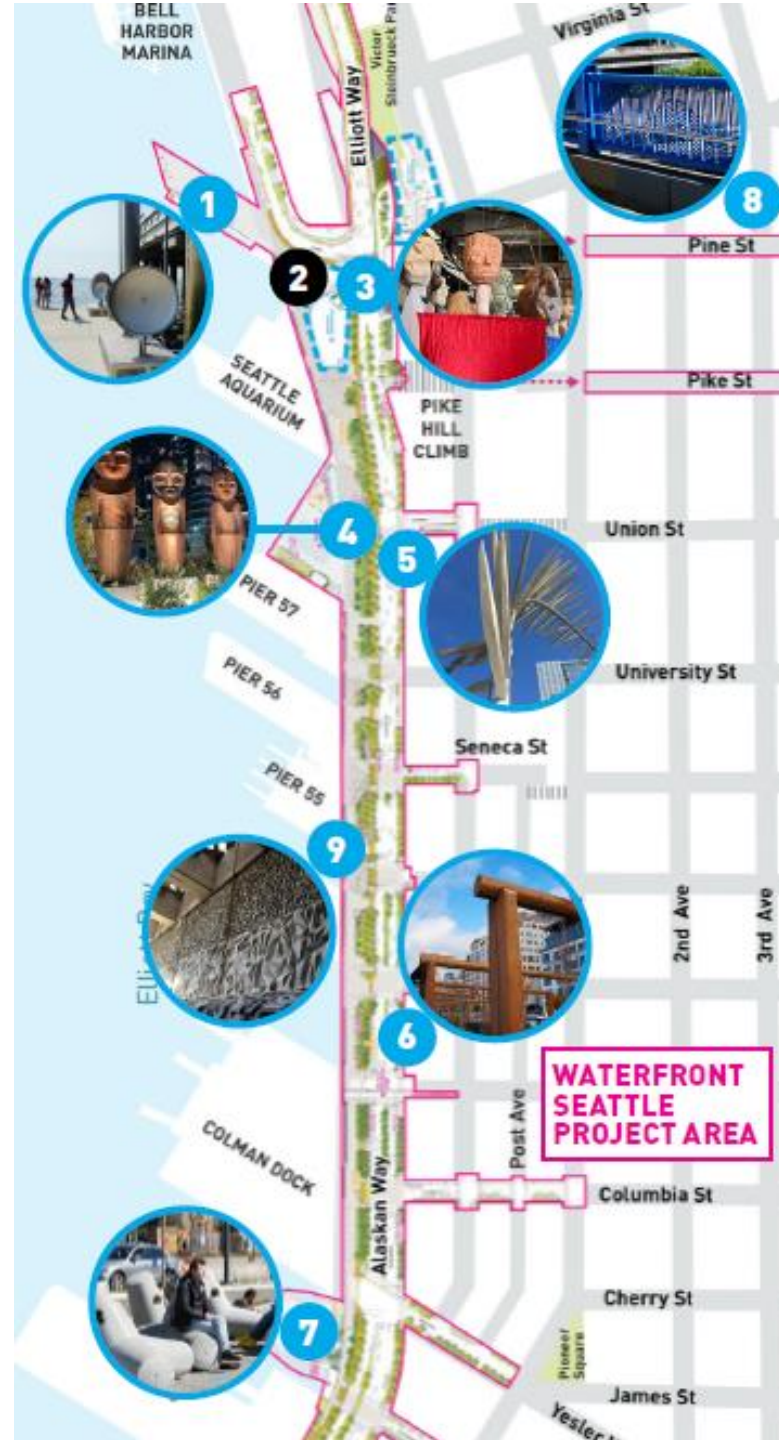 BELL
HARBOR
MARINA
Elliott Way
Victor
Steinbrueck Par
Virginia St
8
1
Pine St
2
3
SEATTLE
AQUARIUM
Pike St
PIKE
HILL
CLIMB
4
5
Union St
PIER 57
PIER 56
University St
Seneca St
PIER 55
9
2nd Ave
3rd Ave
6
WATERFRONT
SEATTLE
PROJECT AREA
Post Ave
COLMAN DOCK
Alaskan Way
Columbia St
7
Cherry St
Pioneer
Square
James St
Yesler